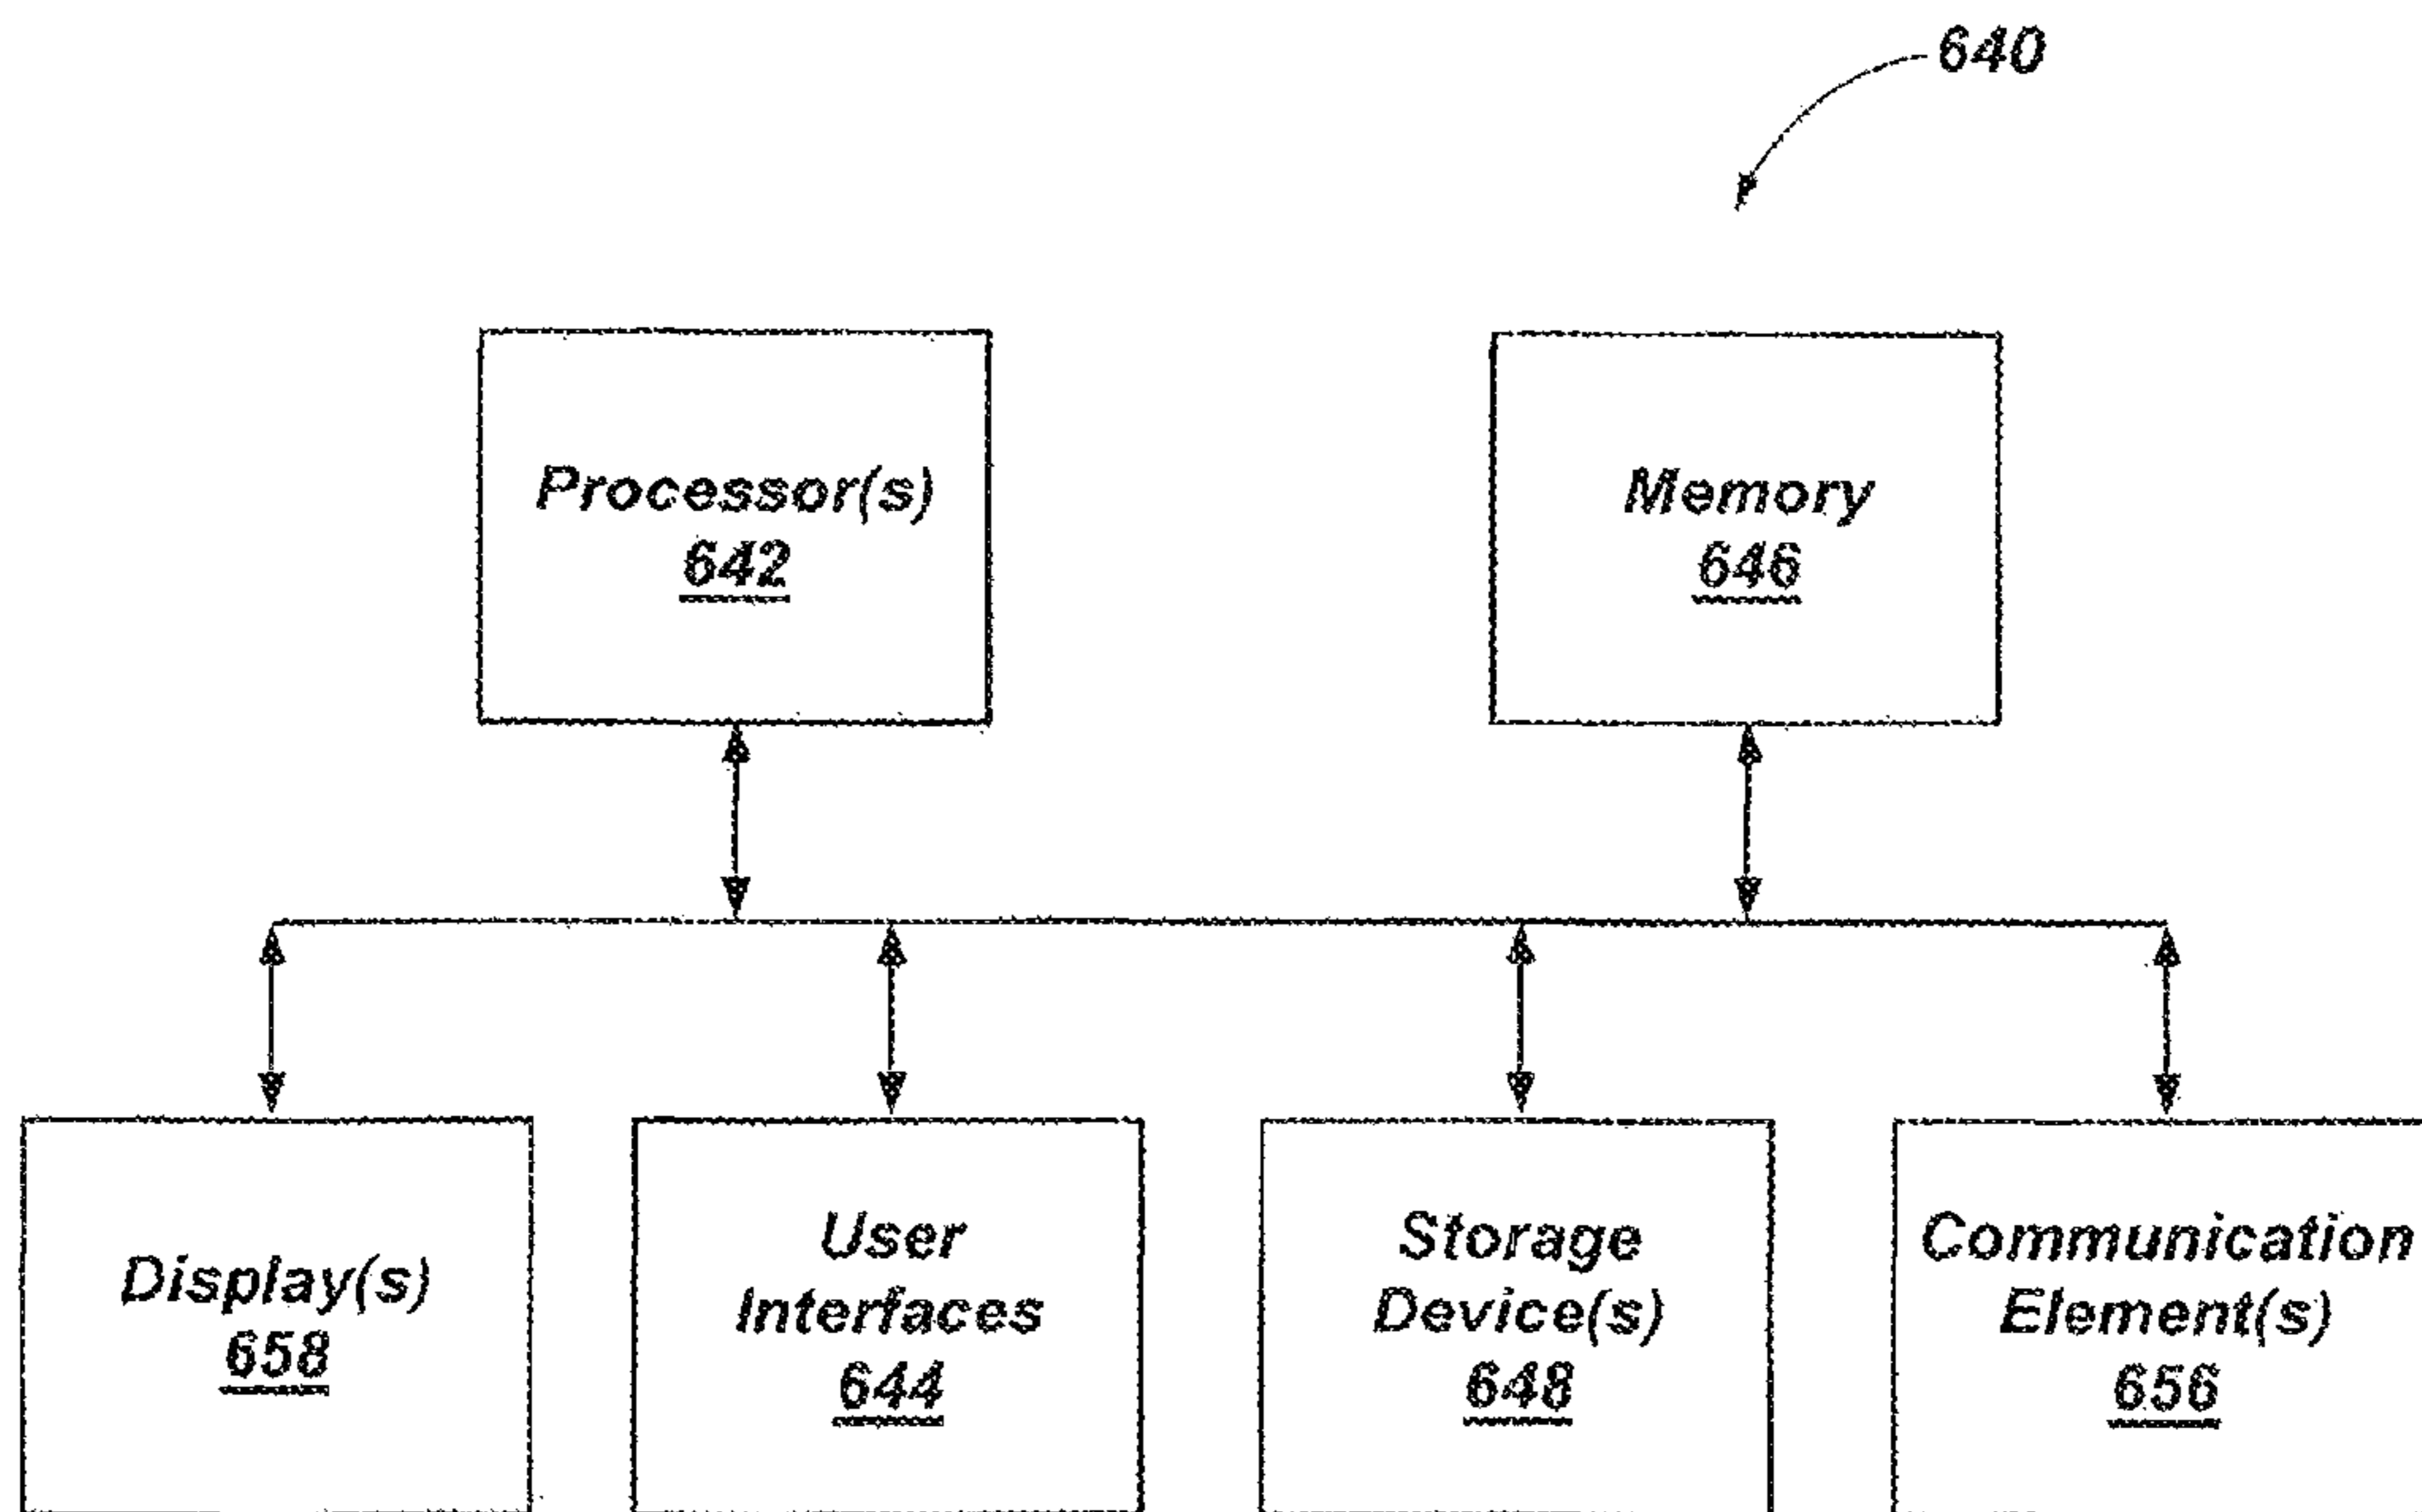 640
Processor(s)
642
Memory
646
Display(s)
658
User
Interfaces
644
Storage
Device(s)
648
Communication
Element(s)
656